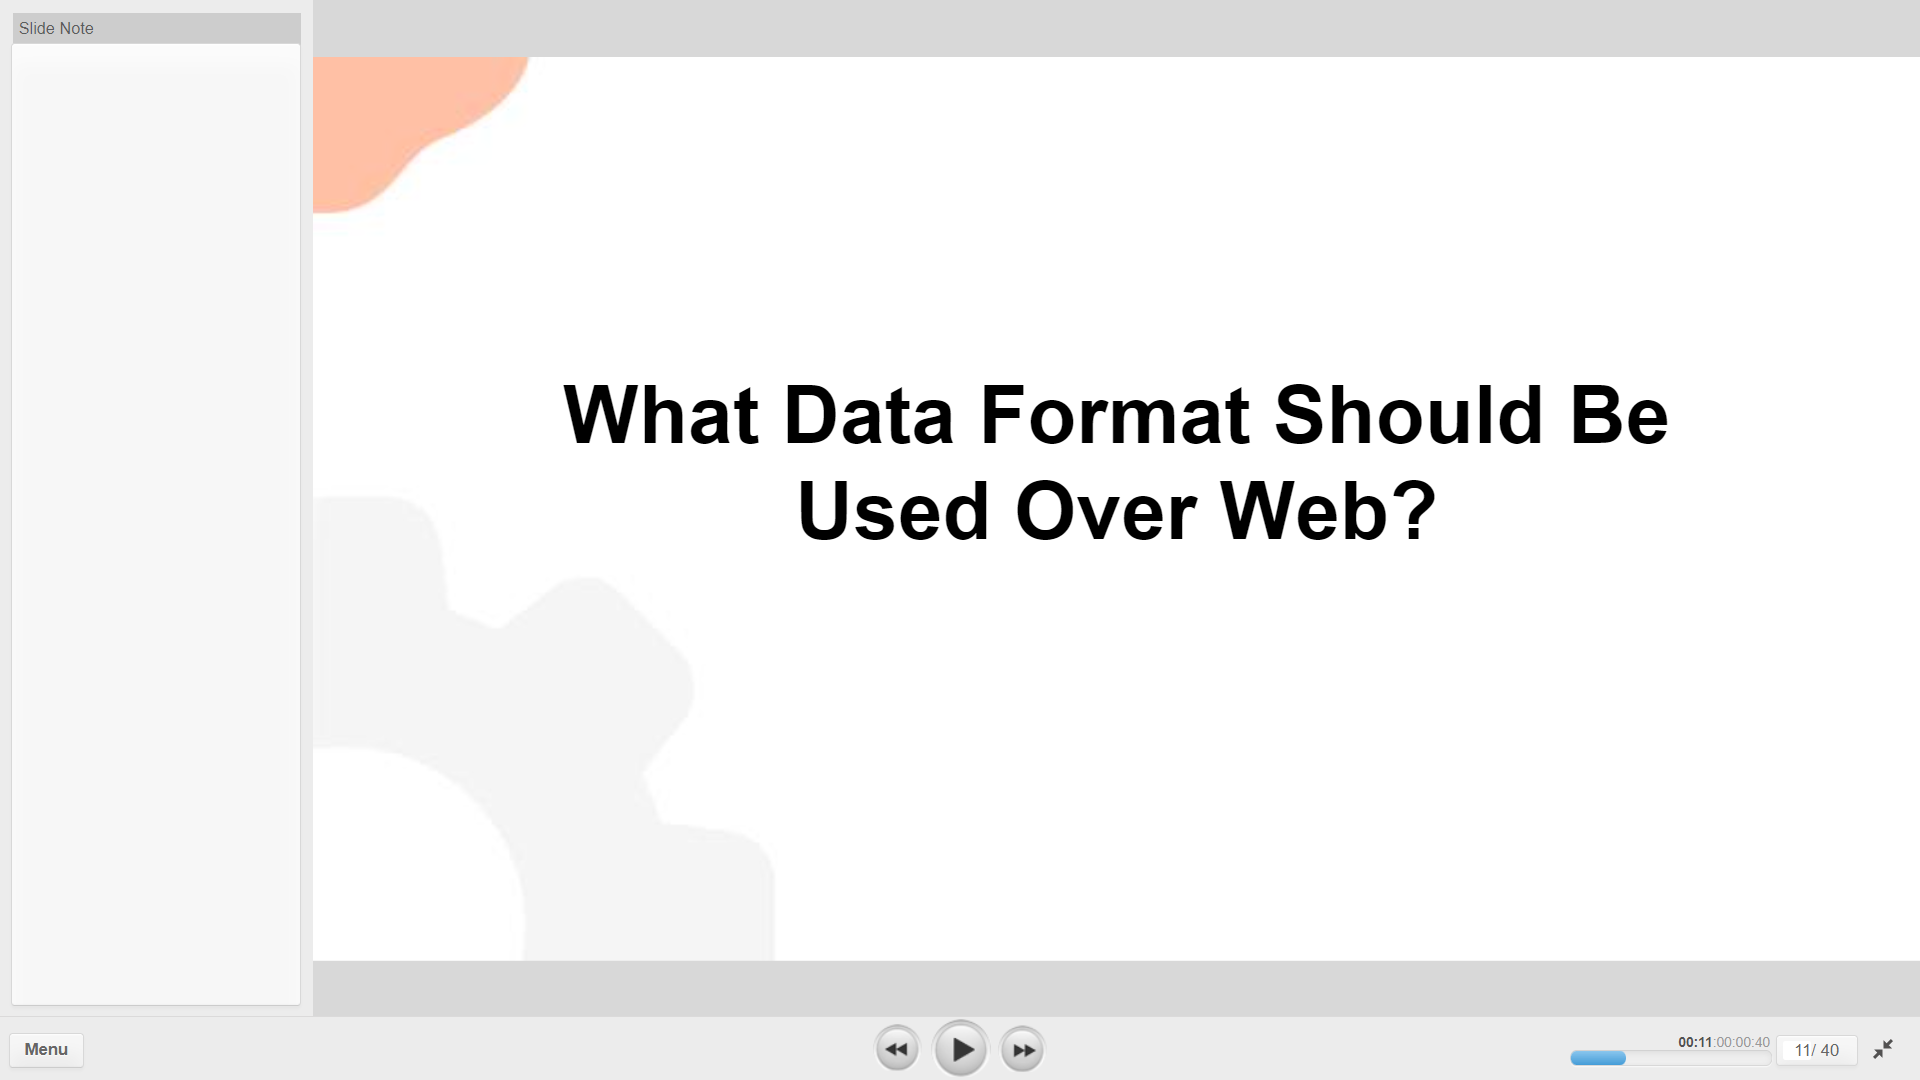 Slide Note
What Data Format Should Be
Used Over Web?
Menu
00:11:00:00:40
11/ 40